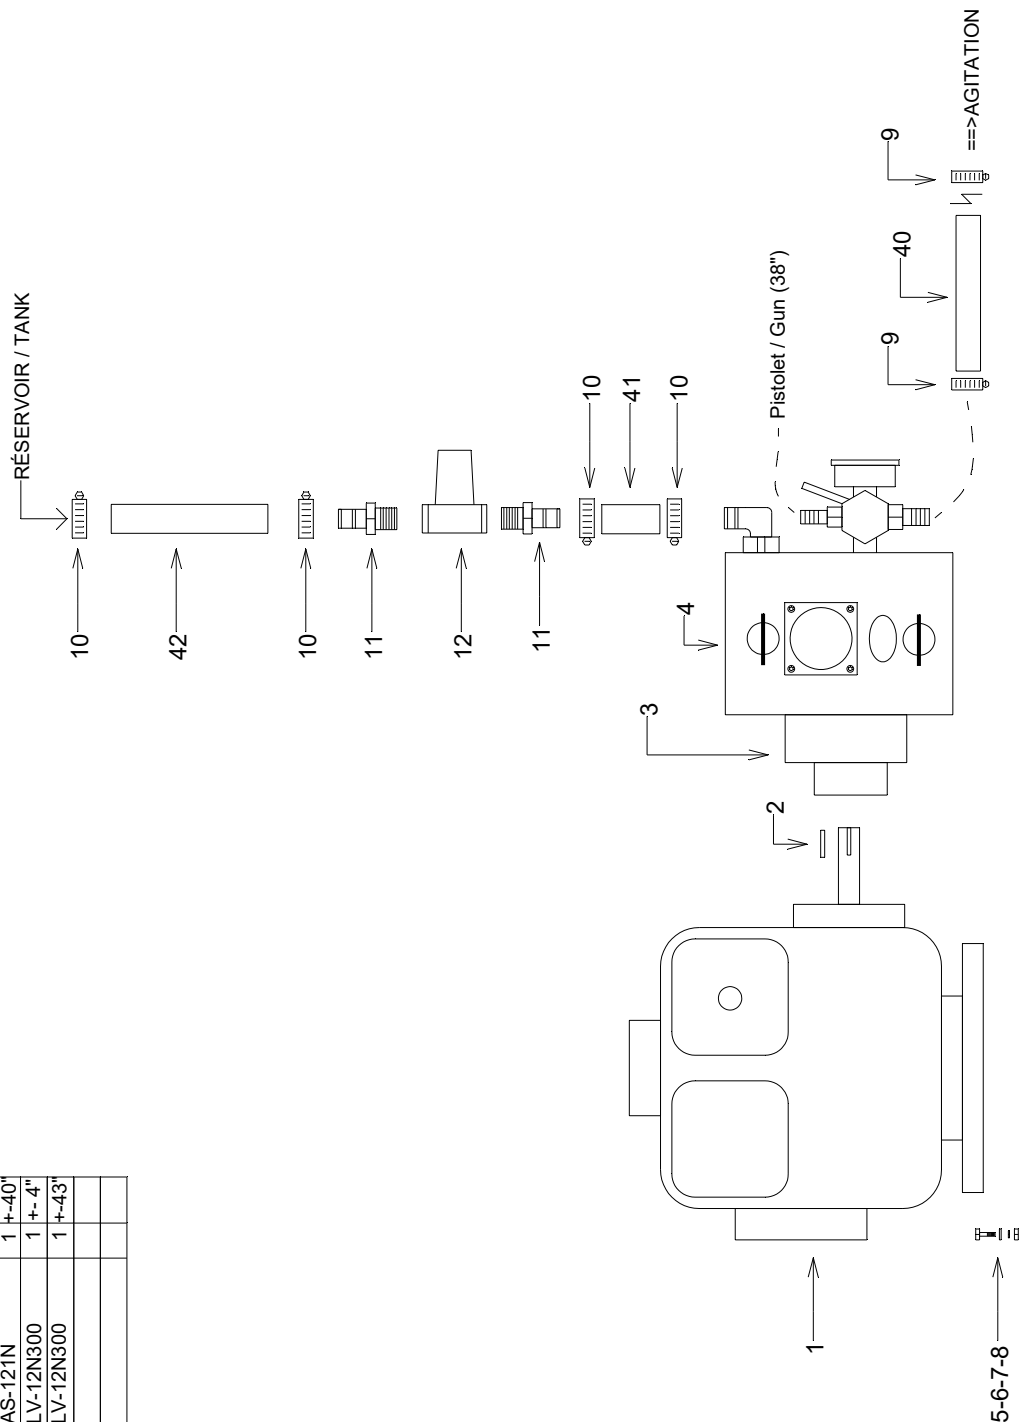 RÉSERVOIR / TANK
10
42
10
11
12
11
10
41
10
4
3
2
Pistolet / Gun (38")
9
40
9
==>AGITATION
1
5-6-7-8
AS-121N 1 +-40"
LV-12N300 1 +- 4"
LV-12N300 1 +-43"